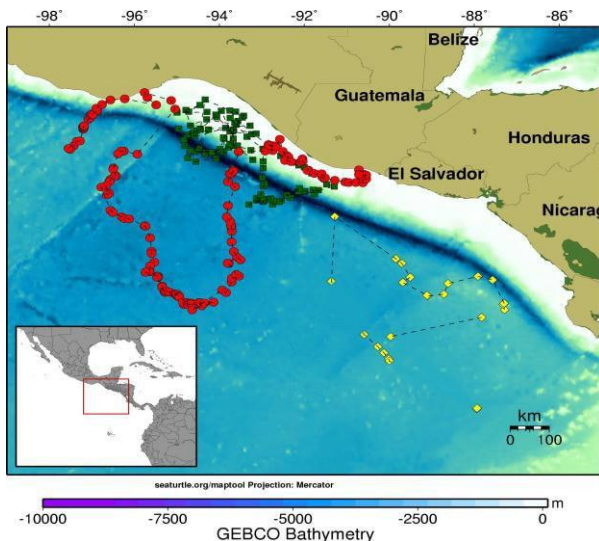 -98° -96° -94° -92° -90° -88° -86°
Belize
Guatemala
Honduras
El Salvador
Nicarag
km
0 100
seaturtle.org/maptool Projection: Mercator
m
-10000 -7500 -5000 -2500 0
GEBCO Bathymetry